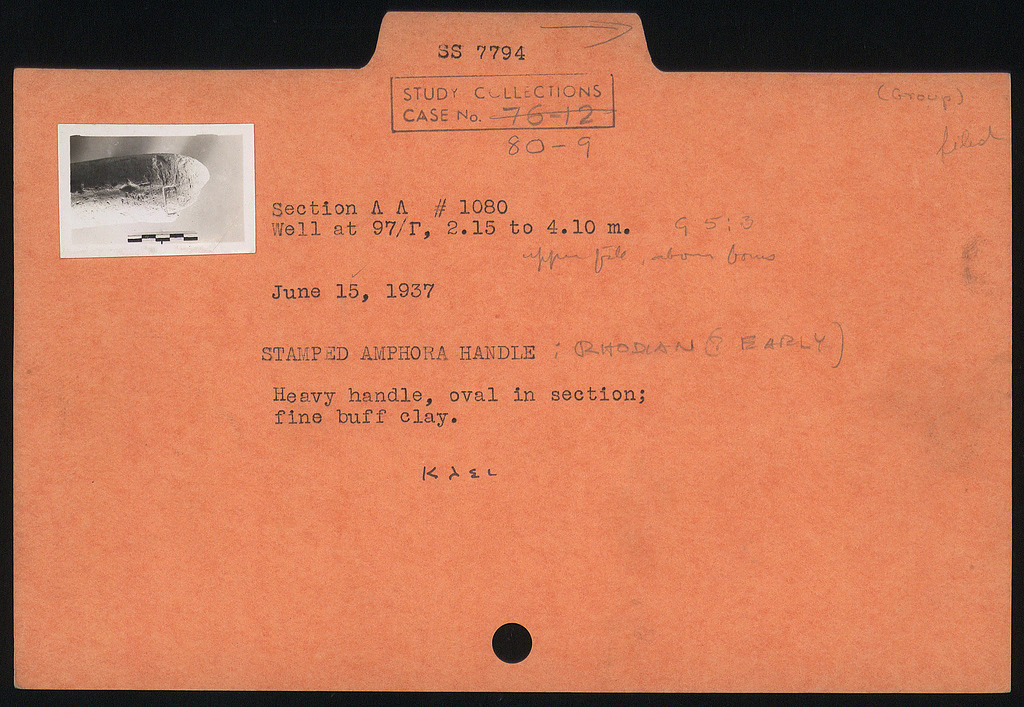 SS 7794
STUDY COLLECTIONS
CASE No. 76-12
80-9
(Group)
filed
Section Λ Λ # 1080
Well at 97/Γ, 2.15 to 4.10 m. G 5:3
upper fill, above
June 15, 1937
STAMPED AMPHORA HANDLE : RHODIAN (? EARLY)
Heavy handle, oval in section;
fine buff clay.